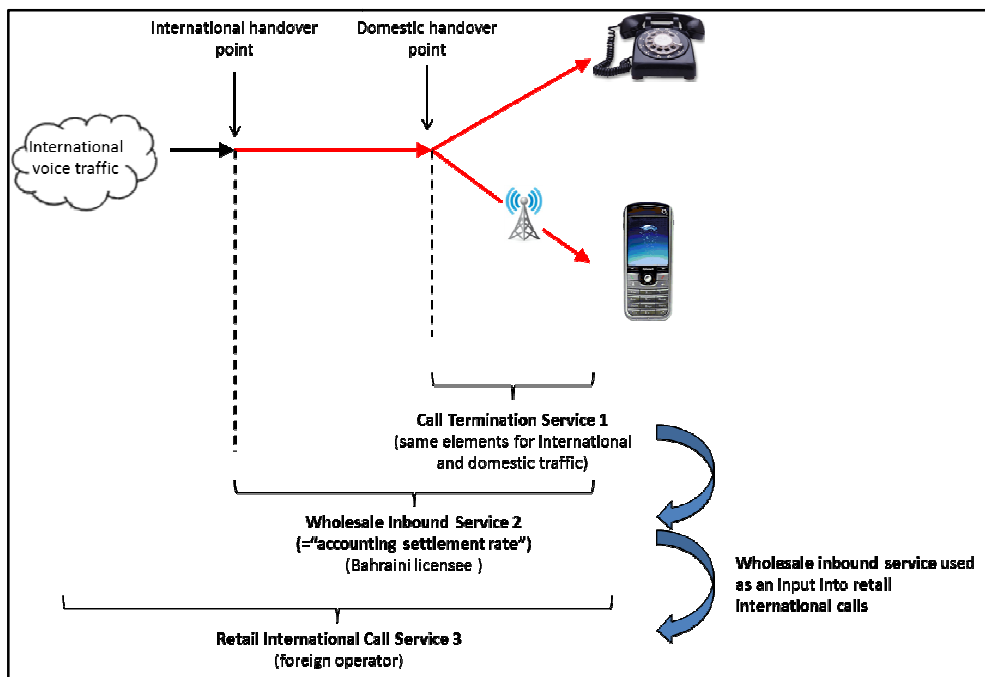 International handover
point
Domestic handover
point
International
voice traffic
Call Termination Service 1
(same elements for international
and domestic traffic)
Wholesale Inbound Service 2
(=“accounting settlement rate”)
(Bahraini licensee )
Wholesale inbound service used
as an input into retail
international calls
Retail International Call Service 3
(foreign operator)